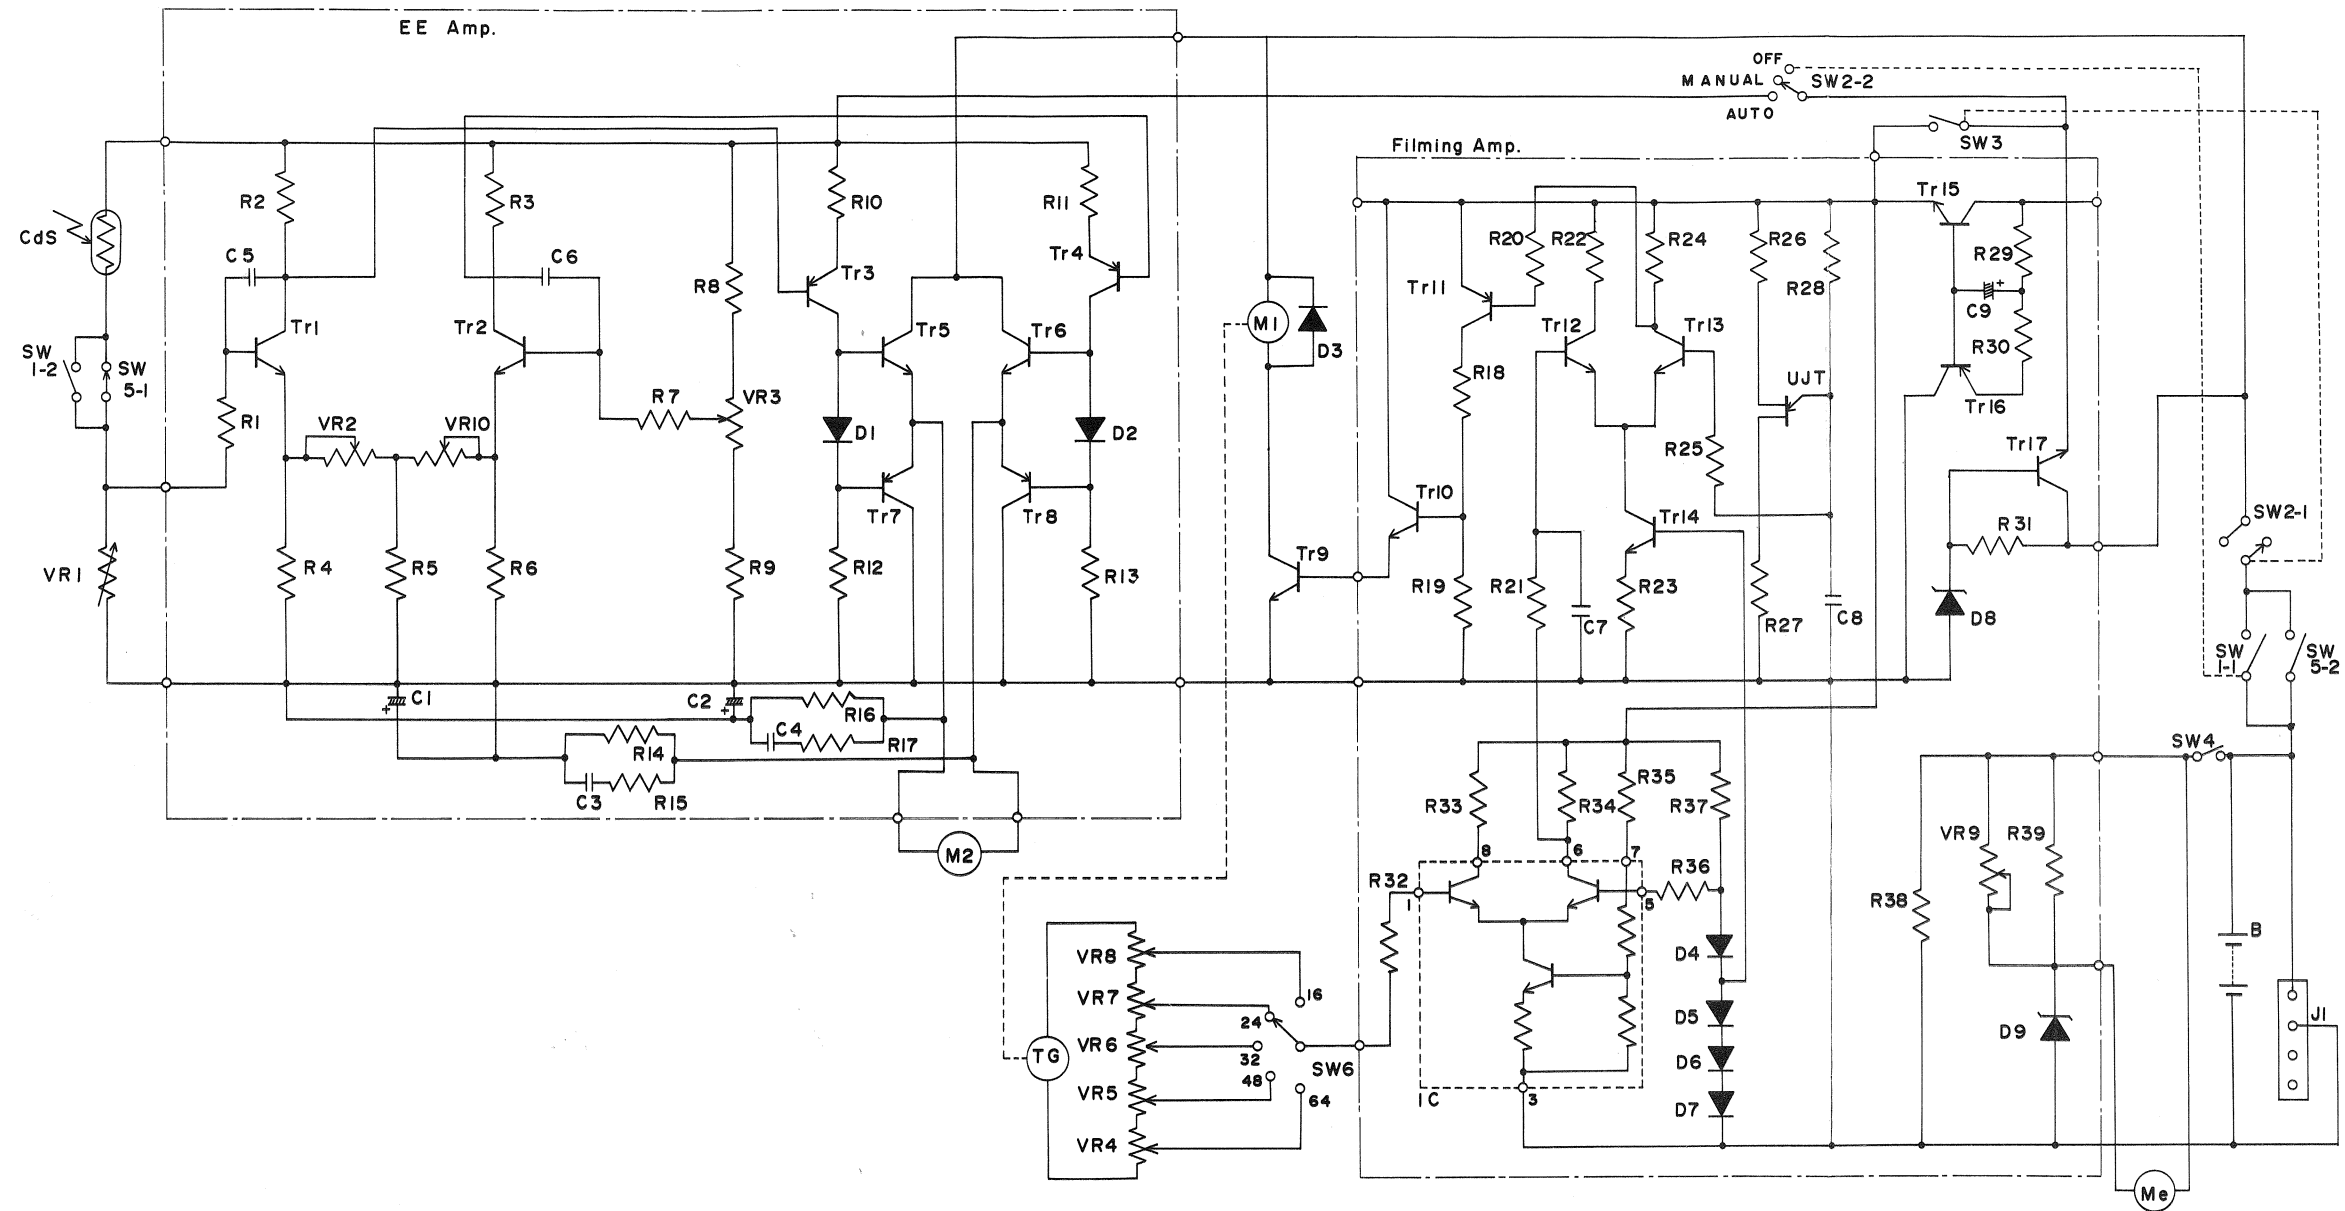 EE Amp.
OFF
MANUAL
SW2-2
AUTO
SW3
Filming Amp.
Tr15
R2
R3
R10
R11
CdS
C5
C6
Tr3
Tr4
R8
R20
R22
R24
R26
R28
R29
Tr11
C9
+
Tr1
Tr2
Tr5
Tr6
M1
D3
Tr12
Tr13
R30
SW
1-2
SW
5-1
R18
UJT
Tr16
R7
VR3
R1
VR2
VR10
D1
D2
R25
Tr17
Tr7
Tr8
Tr10
Tr14
R31
SW2-1
VR1
R4
R5
R6
R9
R12
R13
Tr9
R19
R21
R23
C7
R27
C8
D8
SW
1-1
SW
5-2
C1
+
C2
+
R16
C4
R17
R14
C3
R15
SW4
R33
R34
R35
R37
VR9
R39
M2
8
6
7
R32
1
R36
5
R38
B
VR8
D4
VR7
16
24
D5
J1
TG
VR6
32
SW6
D6
D9
VR5
48
64
IC
3
D7
VR4
Me